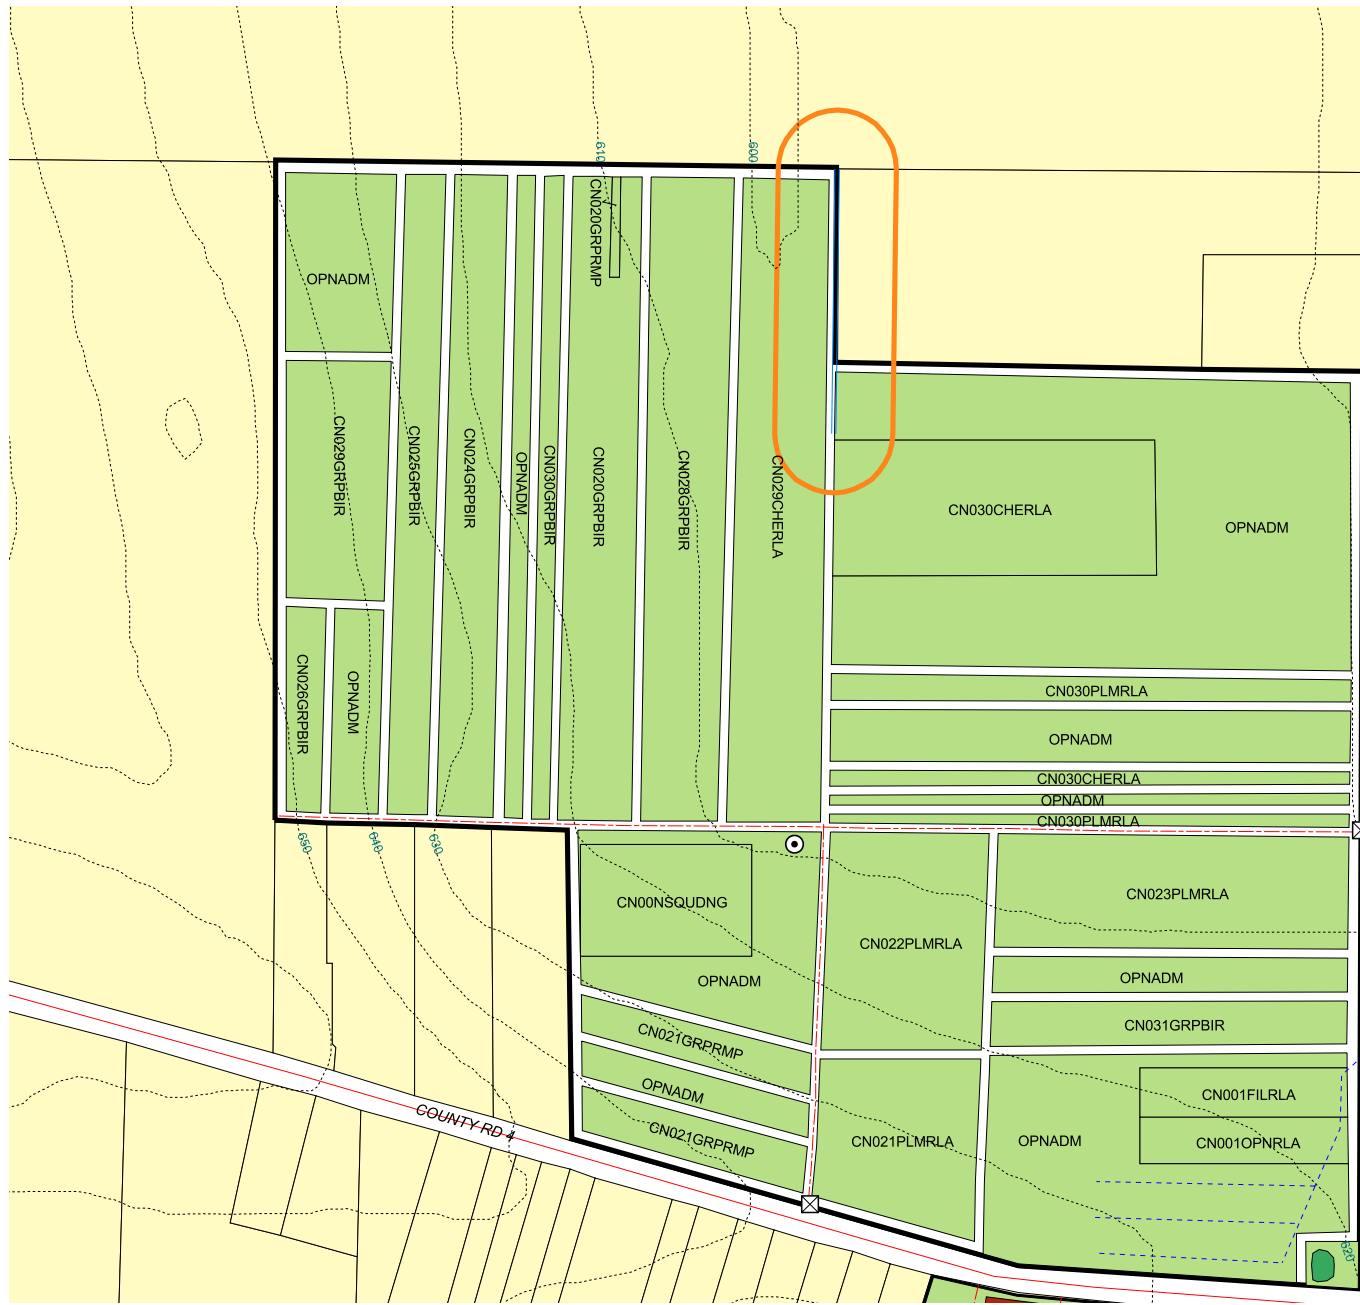 610
600
CN020GRPRMP
OPNADM
CN029GRPBIR
CN025GRPBIR
CN024GRPBIR
OPNADM
CN030GRPBIR
CN020GRPBIR
CN028GRPBIR
CN029CHERLA
CN030CHERLA
OPNADM
CN026GRPBIR
OPNADM
CN030PLMRLA
OPNADM
CN030CHERLA
OPNADM
CN030PLMRLA
650
640
630
CN00NSQUDNG
OPNADM
CN022PLMRLA
CN023PLMRLA
OPNADM
CN031GRPBIR
CN021GRPRMP
OPNADM
CN021GRPRMP
CN021PLMRLA
OPNADM
CN001FILRLA
CN001OPNRLA
COUNTY RD 4
620